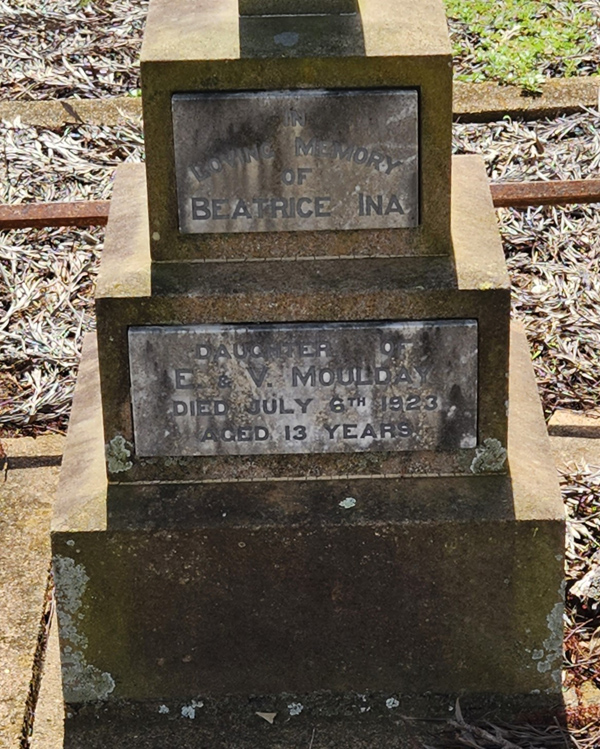 IN
LOVING MEMORY
OF
BEATRICE INA
DAUGHTER OF
E. & V. MOULDAY
DIED JULY 6TH 1923
AGED 13 YEARS.